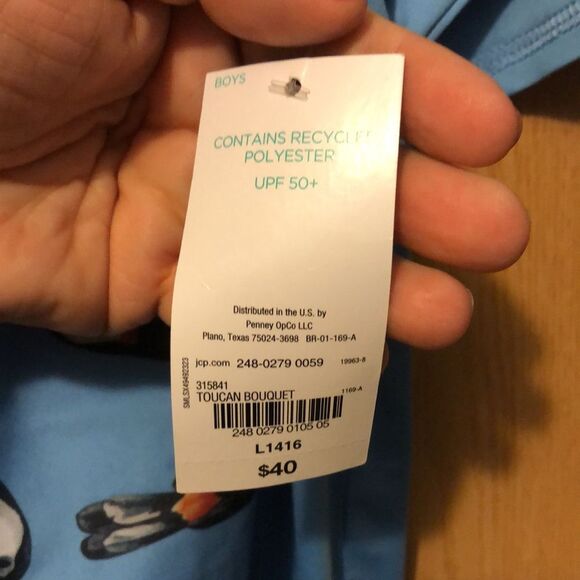 BOYS
CONTAINS RECYCLED
POLYESTER
UPF 50+
Distributed in the U.S. by
Penney OpCo LLC
Plano, Texas 75024-3698 BR-01-169-A
jcp.com 248-0279 0059 19963-8
315841 1169-A
TOUCAN BOUQUET
248 0279 0105 05
L1416
$40
SMLSX49492323